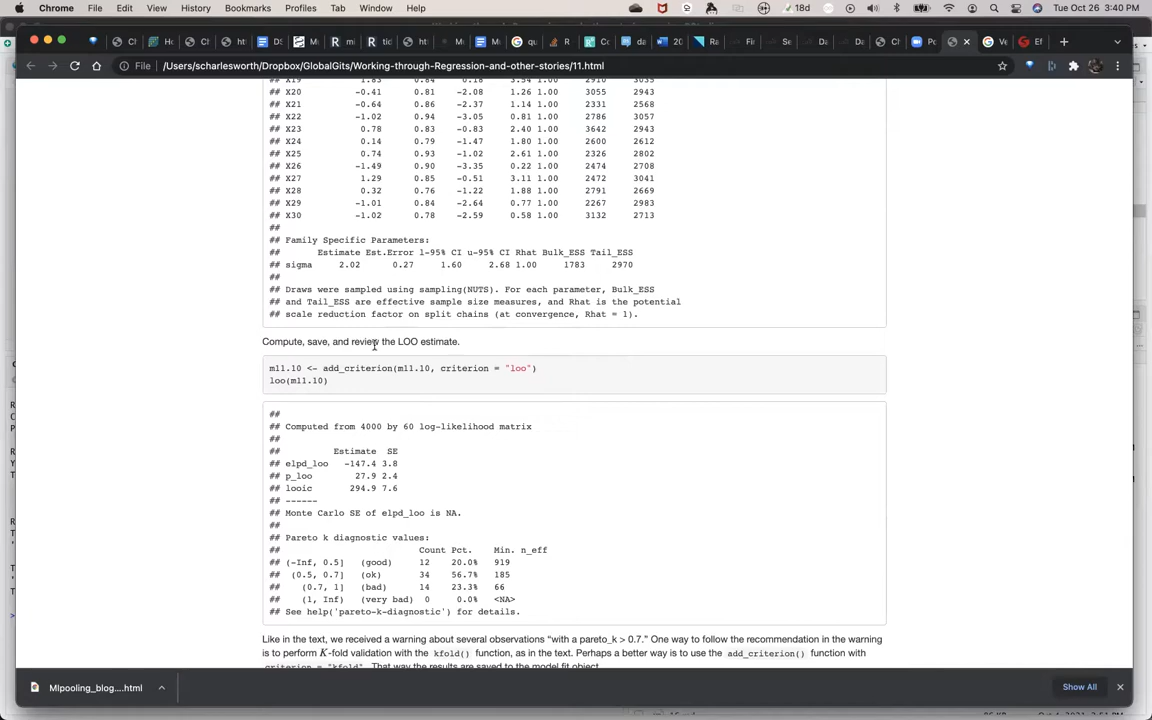 Chrome File Edit View History Bookmarks Profiles Tab Window Help 18d Tue Oct 26 3:40 PM
/Users/scharlesworth/Dropbox/GlobalGits/Working-through-Regression-and-other-stories/11.html
File
## X20 -0.41 0.81 -2.08 1.26 1.00 3055 2943
## X21 -0.64 0.86 -2.37 1.14 1.00 2331 2568
## X22 -1.02 0.94 -3.05 0.81 1.00 2786 3057
## X23 0.78 0.83 -0.83 2.40 1.00 3642 2943
## X24 0.14 0.79 -1.47 1.80 1.00 2600 2612
## X25 0.74 0.93 -1.02 2.61 1.00 2326 2802
## X26 -1.49 0.90 -3.35 0.22 1.00 2474 2708
## X27 1.29 0.85 -0.51 3.11 1.00 2472 3041
## X28 0.32 0.76 -1.22 1.88 1.00 2791 2669
## X29 -1.01 0.84 -2.64 0.77 1.00 2267 2983
## X30 -1.02 0.78 -2.59 0.58 1.00 3132 2713
##
## Family Specific Parameters:
## Estimate Est.Error l-95% CI u-95% CI Rhat Bulk_ESS Tail_ESS
## sigma 2.02 0.27 1.60 2.68 1.00 1783 2970
##
## Draws were sampled using sampling(NUTS). For each parameter, Bulk_ESS
## and Tail_ESS are effective sample size measures, and Rhat is the potential
## scale reduction factor on split chains (at convergence, Rhat = 1).
Compute, save, and review the LOO estimate.
m11.10 <- add_criterion(m11.10, criterion = "loo")
loo(m11.10)
##
## Computed from 4000 by 60 log-likelihood matrix
##
## Estimate SE
## elpd_loo -147.4 3.8
## p_loo 27.9 2.4
## looic 294.9 7.6
## ------
## Monte Carlo SE of elpd_loo is NA.
##
## Pareto k diagnostic values:
## Count Pct. Min. n_eff
## (-Inf, 0.5] (good) 12 20.0% 919
## (0.5, 0.7] (ok) 34 56.7% 185
## (0.7, 1] (bad) 14 23.3% 66
## (1, Inf) (very bad) 0 0.0% <NA>
## See help('pareto-k-diagnostic') for details.
Like in the text, we received a warning about several observations “with a pareto_k > 0.7.” One way to follow the recommendation in the warning
is to perform K-fold validation with the kfold() function, as in the text. Perhaps a better way is to use the add_criterion() function with
criterion = "kfold". That way the results are saved to the model fit object.
MIpooling_blog....html
Show All